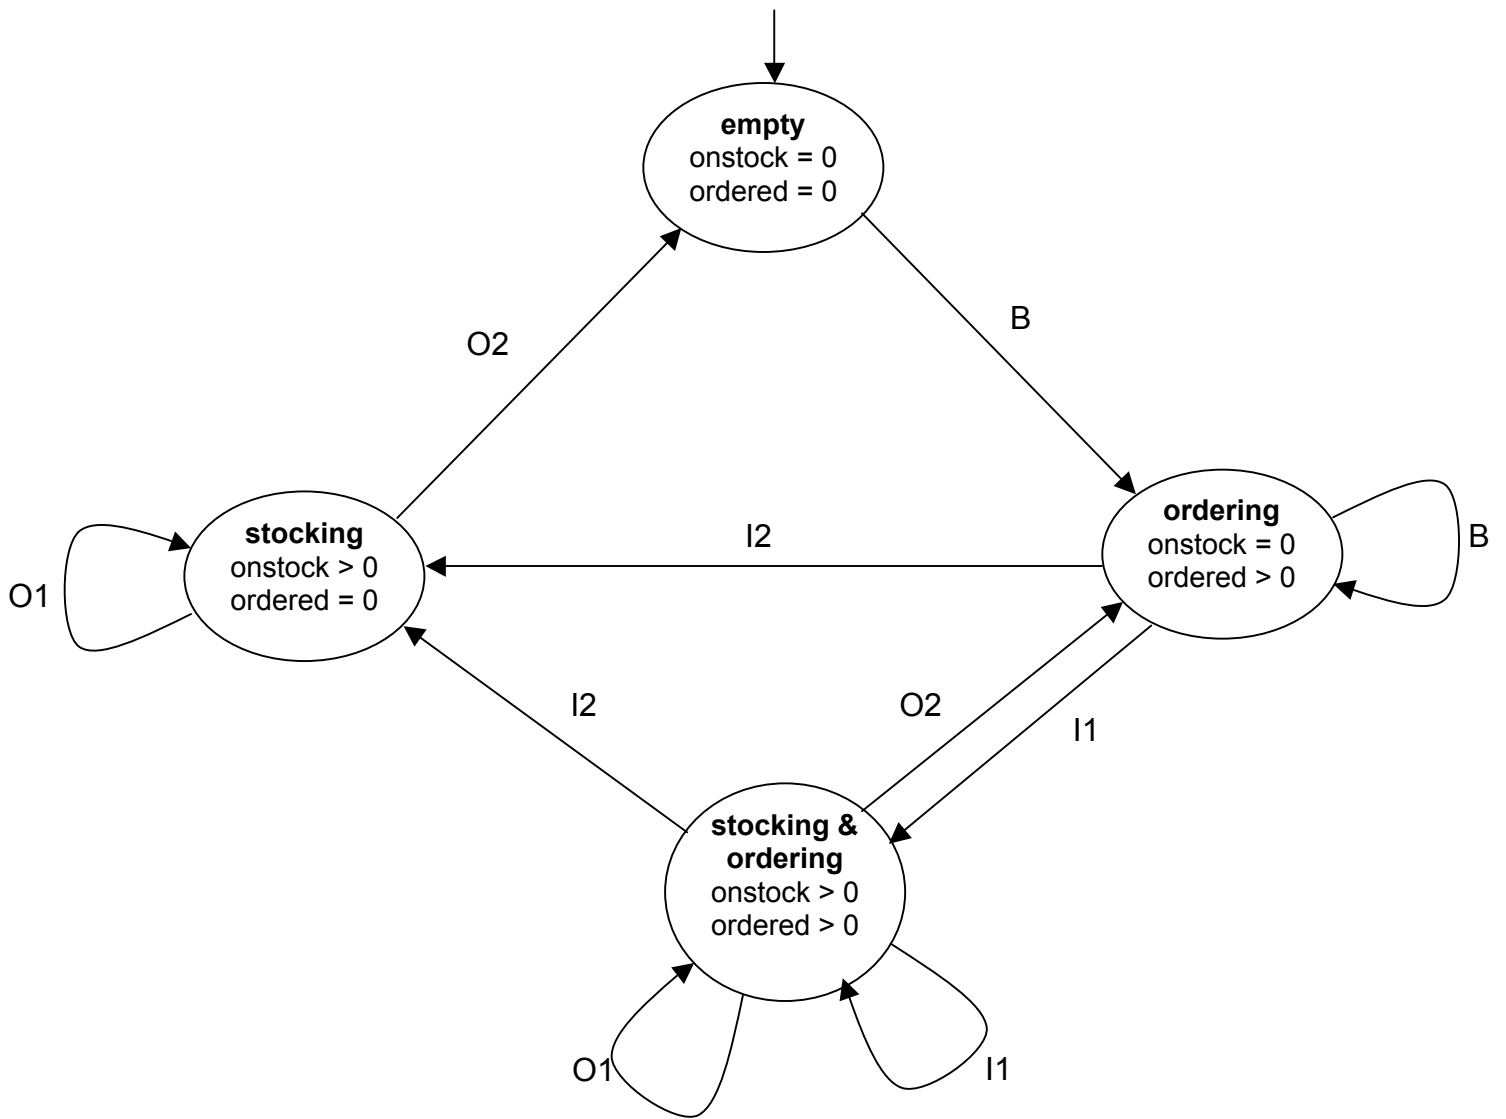 empty
onstock = 0
ordered = 0
B
O2
ordering
onstock = 0
ordered > 0
stocking
onstock > 0
ordered = 0
I2
B
O1
I2
O2
I1
stocking &
ordering
onstock > 0
ordered > 0
O1
I1